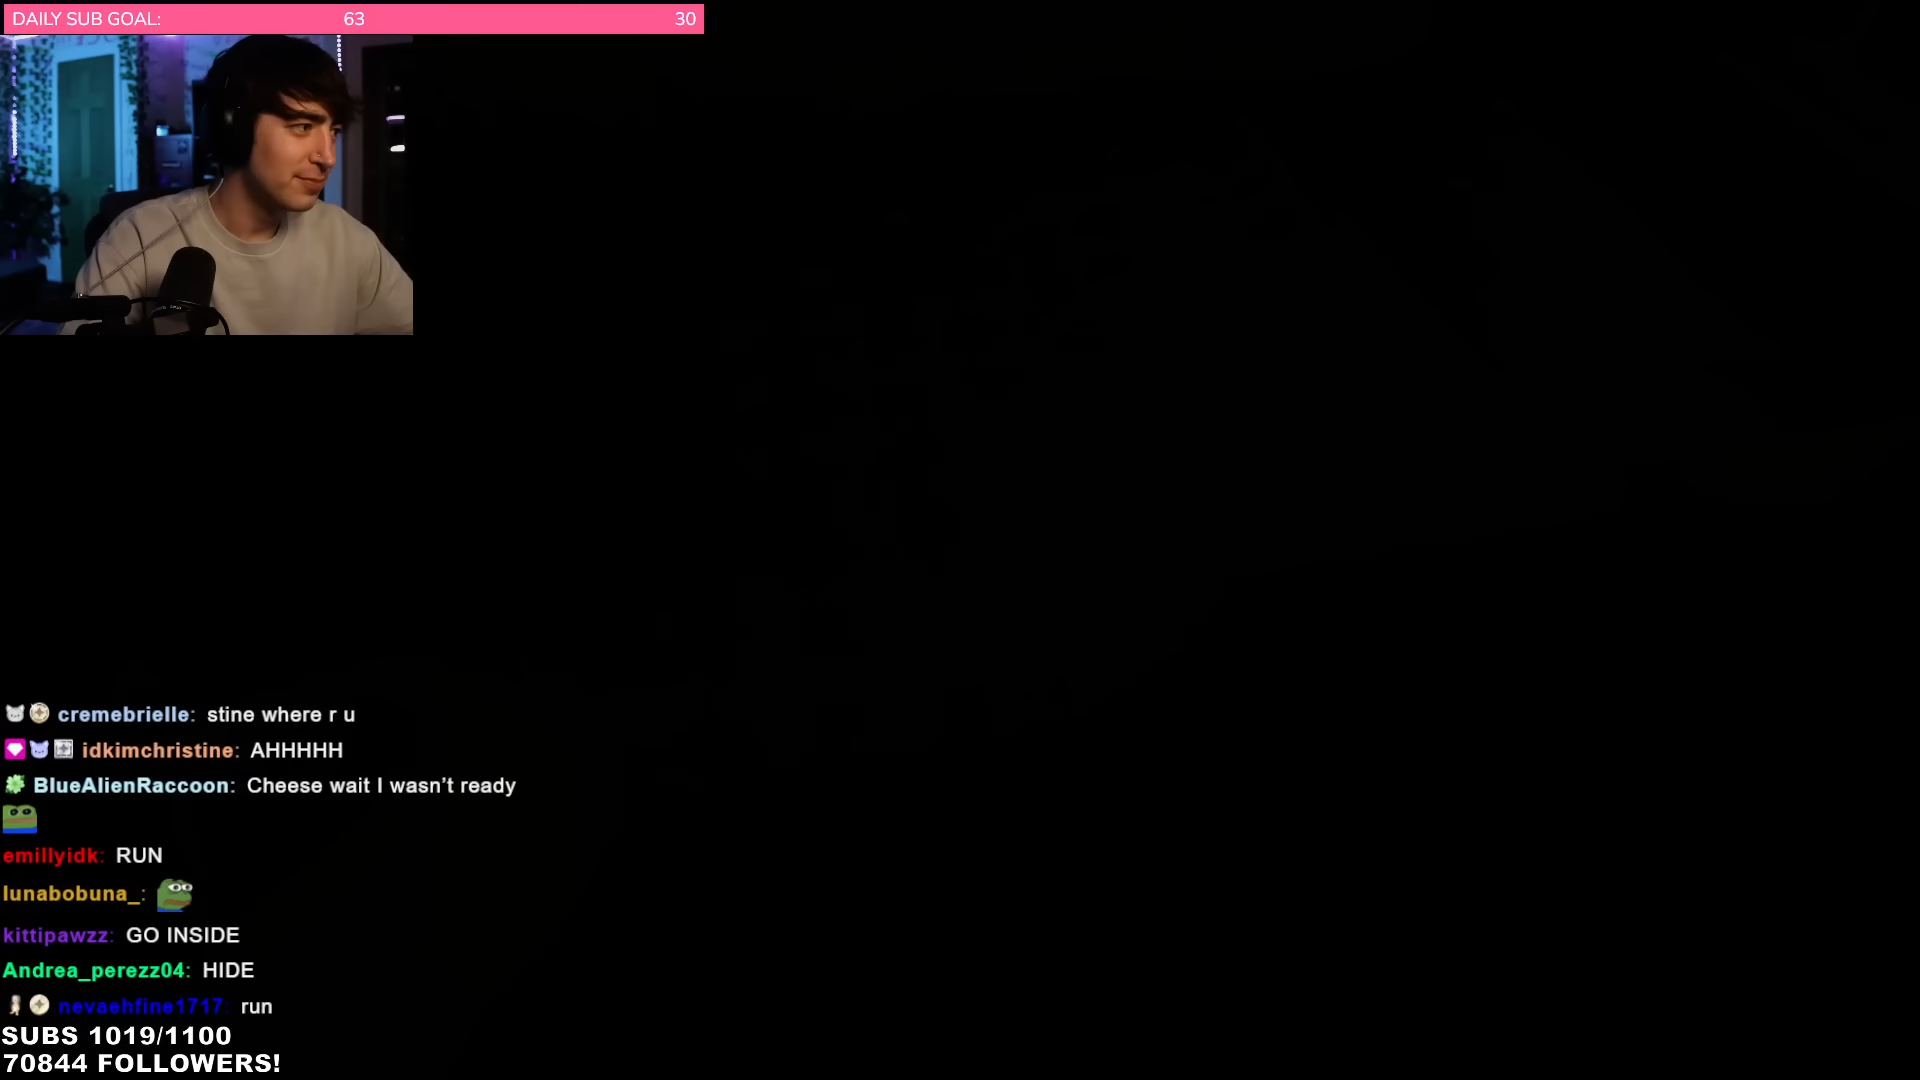 DAILY SUB GOAL: 63 30
cremebrielle: stine where r u
idkimchristine: AHHHHH
BlueAlienRaccoon: Cheese wait I wasn't ready
emillyidk: RUN
lunabobuna_:
kittipawzz: GO INSIDE
Andrea_perezz04: HIDE
nevaehfine1717: run
SUBS 1019/1100
70844 FOLLOWERS!